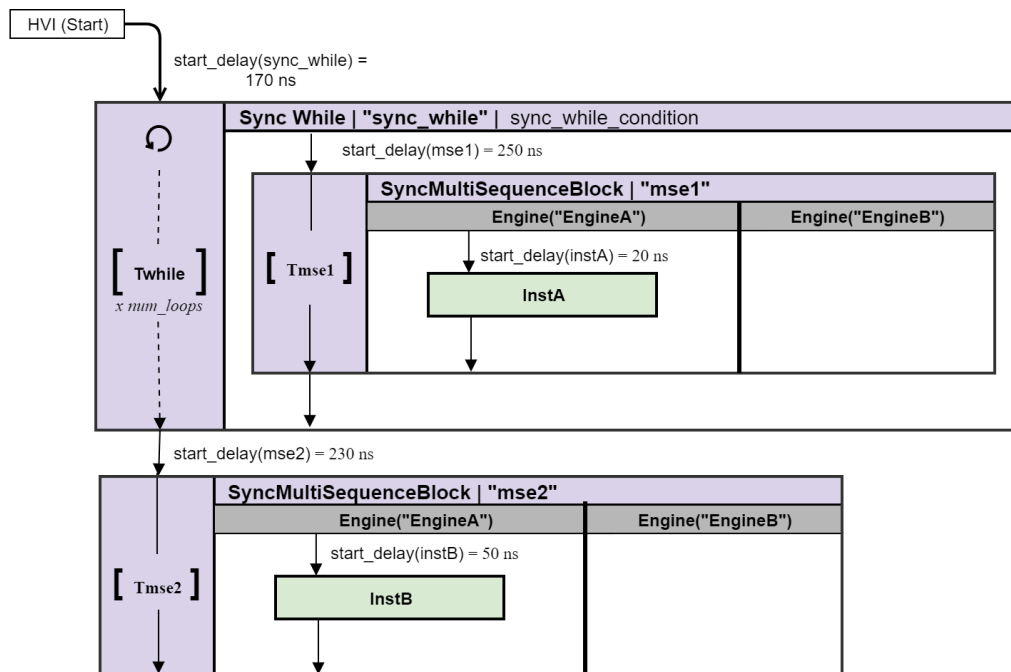 HVI (Start)
start_delay(sync_while) =
170 ns
Sync While | "sync_while" | sync_while_condition
start_delay(mse1) = 250 ns
SyncMultiSequenceBlock | "mse1"
Engine("EngineA")
Engine("EngineB")
start_delay(instA) = 20 ns
[ Twhile ]
x num_loops
[ Tmse1 ]
InstA
start_delay(mse2) = 230 ns
SyncMultiSequenceBlock | "mse2"
Engine("EngineA")
Engine("EngineB")
start_delay(instB) = 50 ns
[ Tmse2 ]
InstB